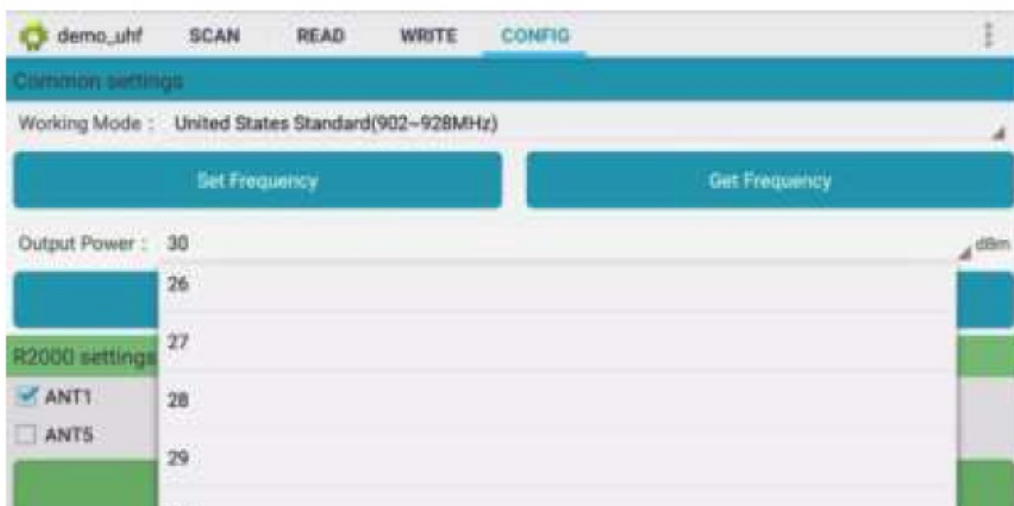 demo_uhf SCAN READ WRITE CONFIG
Common settings
Working Mode : United States Standard(902~928MHz)
Set Frequency Get Frequency
Output Power : 30 dBm
26
27
R2000 settings
ANT1
28
ANT5
29